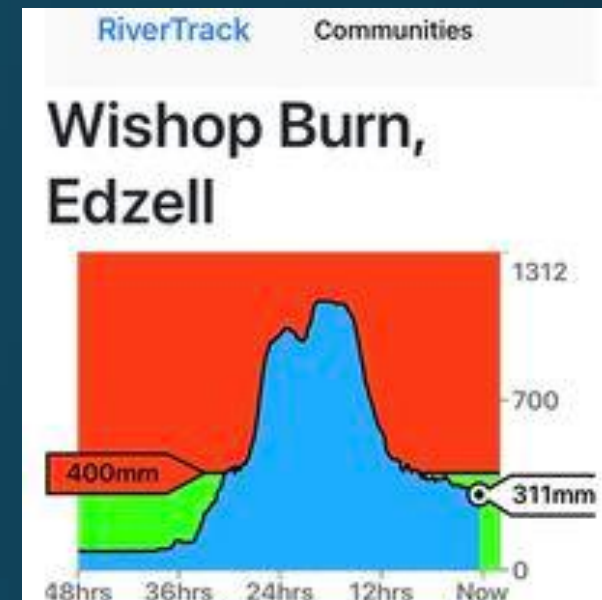 RiverTrack Communities
Wishop Burn,
Edzell
1312
700
400mm
311mm
0
48hrs 36hrs 24hrs 12hrs Now